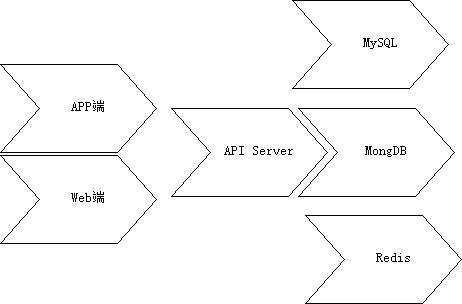 MySQL
APP端
API Server
MongDB
Web端
Redis